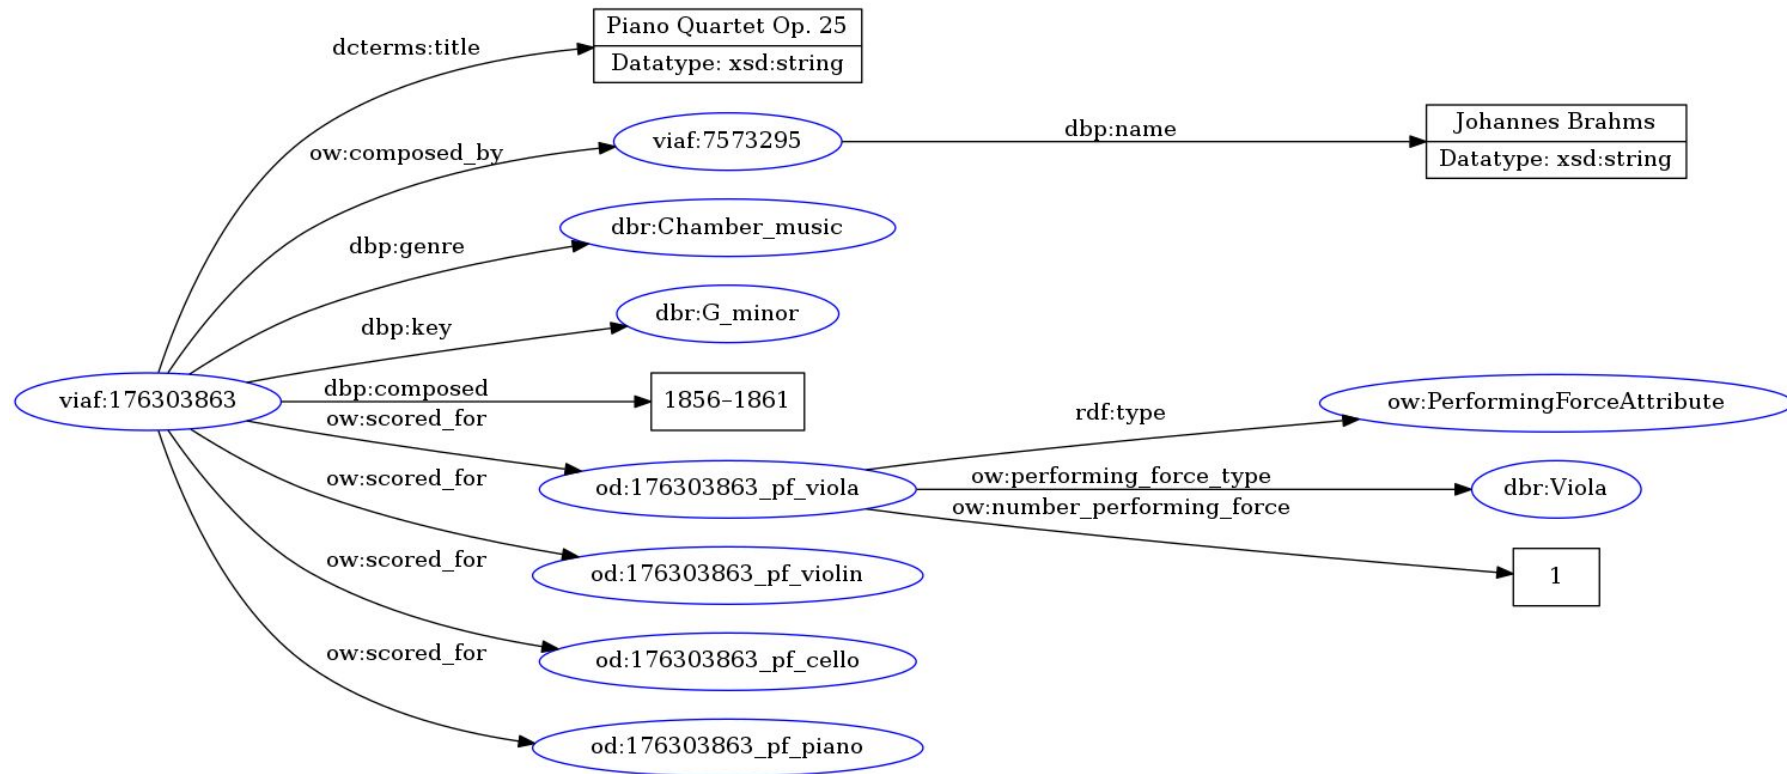 dcterms:title
Piano Quartet Op. 25
Datatype: xsd:string
ow:composed_by
viaf:7573295
dbp:name
Johannes Brahms
Datatype: xsd:string
dbp:genre
dbr:Chamber_music
dbp:key
dbr:G_minor
viaf:176303863
dbp:composed
1856–1861
ow:scored_for
od:176303863_pf_viola
rdf:type
ow:PerformingForceAttribute
ow:performing_force_type
dbr:Viola
ow:number_performing_force
1
ow:scored_for
od:176303863_pf_violin
ow:scored_for
od:176303863_pf_cello
ow:scored_for
od:176303863_pf_piano